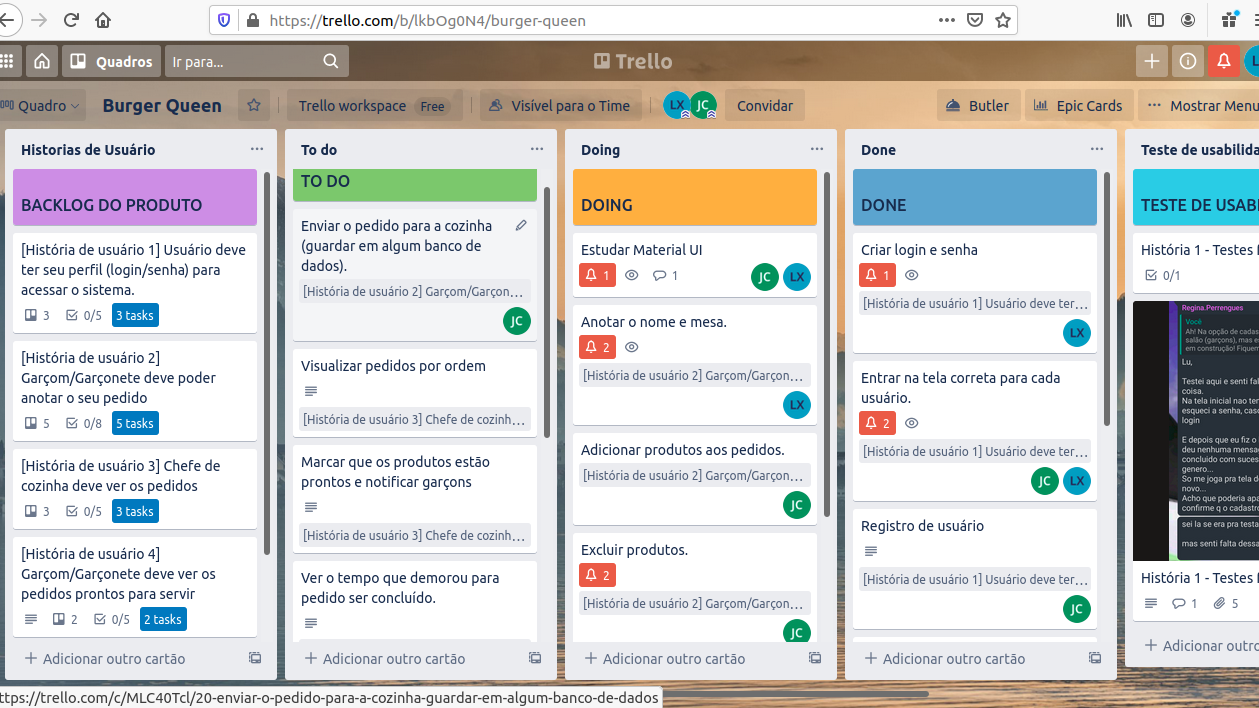 https://trello.com/b/lkbOg0N4/burger-queen
Quadros
Ir para...
Trello
Quadro
Burger Queen
Trello workspace Free
Visível para o Time
LX
JC
Convidar
Butler
Epic Cards
Mostrar Menu
Historias de Usuário
BACKLOG DO PRODUTO
[História de usuário 1] Usuário deve
ter seu perfil (login/senha) para
acessar o sistema.
3 0/5 3 tasks
[História de usuário 2]
Garçom/Garçonete deve poder
anotar o seu pedido
5 0/8 5 tasks
[História de usuário 3] Chefe de
cozinha deve ver os pedidos
3 0/5 3 tasks
[História de usuário 4]
Garçom/Garçonete deve ver os
pedidos prontos para servir
2 0/5 2 tasks
+ Adicionar outro cartão
To do
TO DO
Enviar o pedido para a cozinha
(guardar em algum banco de
dados).
[História de usuário 2] Garçom/Garçon...
JC
Visualizar pedidos por ordem
[História de usuário 3] Chefe de cozinh...
Marcar que os produtos estão
prontos e notificar garçons
[História de usuário 3] Chefe de cozinh...
Ver o tempo que demorou para
pedido ser concluído.
+ Adicionar outro cartão
Doing
DOING
Estudar Material UI
1 1 JC LX
Anotar o nome e mesa.
2
[História de usuário 2] Garçom/Garçon...
LX
Adicionar produtos aos pedidos.
[História de usuário 2] Garçom/Garçon...
JC
Excluir produtos.
2
[História de usuário 2] Garçom/Garçon...
JC
+ Adicionar outro cartão
Done
DONE
Criar login e senha
1
[História de usuário 1] Usuário deve ter...
LX
Entrar na tela correta para cada
usuário.
2
[História de usuário 1] Usuário deve ter...
JC LX
Registro de usuário
[História de usuário 1] Usuário deve ter...
JC
+ Adicionar outro cartão
Teste de usabilida
TESTE DE USABI
História 1 - Testes
0/1
Regina.Perrengues
Você
Ah! Na opção de cadas
salão (garçons), mas e
em construção! Fiquem
Lu,
Testei aqui e senti fal
coisa.
Na tela inicial nao ten
esqueci a senha, caso
login
E depois que eu fiz o
deu nenhuma mensag
concluido com suces
genero...
So me joga pra tela d
novo...
Acho que poderia apa
confirme q o cadastro
sei la se era pra testa
mas senti falta dessa
História 1 - Testes
1 5
+ Adicionar outro
ttps://trello.com/c/MLC40Tcl/20-enviar-o-pedido-para-a-cozinha-guardar-em-algum-banco-de-dados